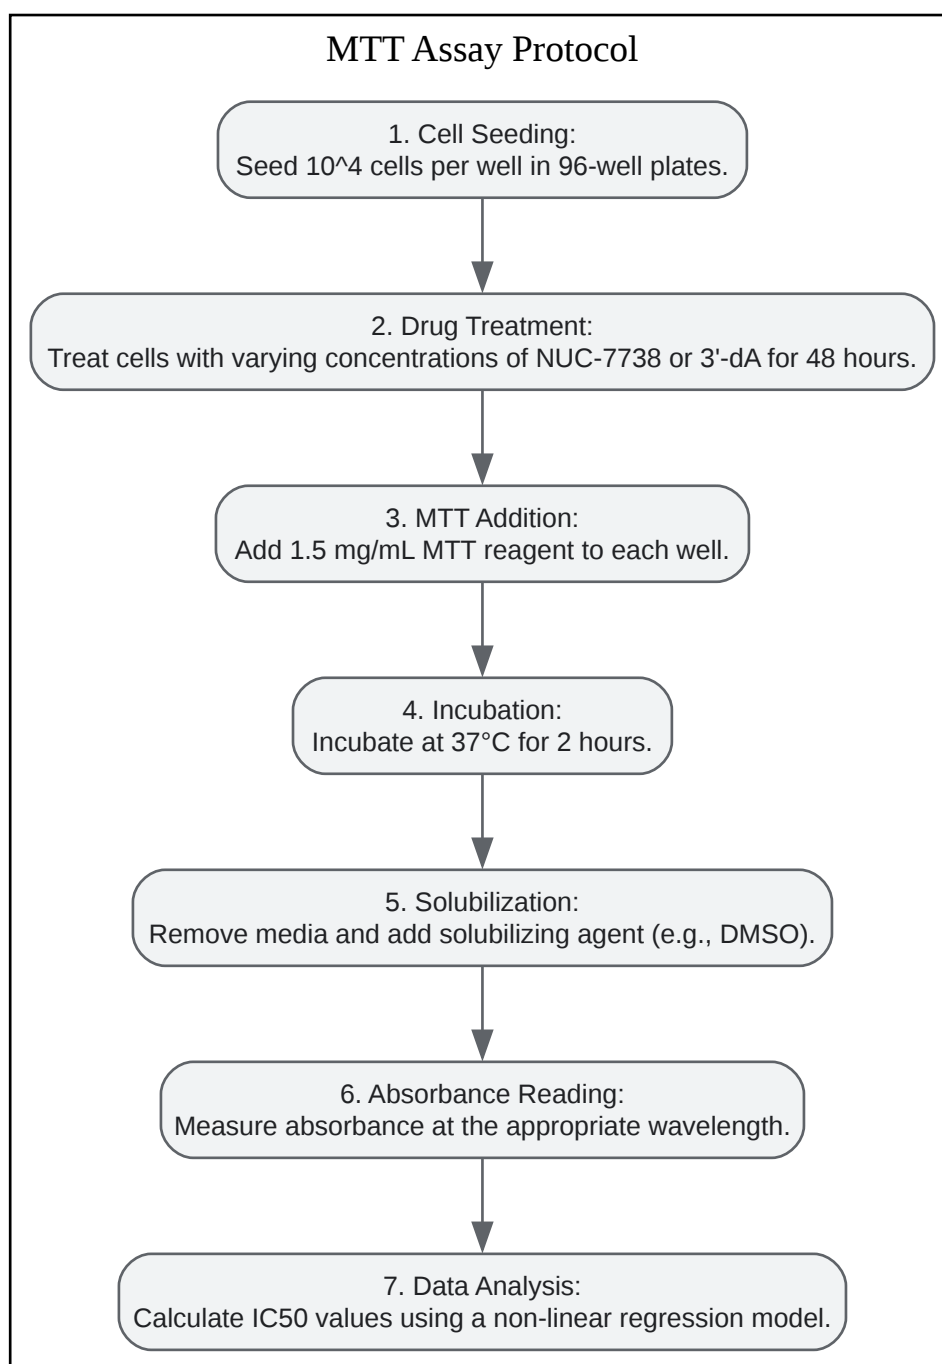 MTT Assay Protocol
1. Cell Seeding:
Seed 10^4 cells per well in 96-well plates.
2. Drug Treatment:
Treat cells with varying concentrations of NUC-7738 or 3'-dA for 48 hours.
3. MTT Addition:
Add 1.5 mg/mL MTT reagent to each well.
4. Incubation:
Incubate at 37°C for 2 hours.
5. Solubilization:
Remove media and add solubilizing agent (e.g., DMSO).
6. Absorbance Reading:
Measure absorbance at the appropriate wavelength.
7. Data Analysis:
Calculate IC50 values using a non-linear regression model.